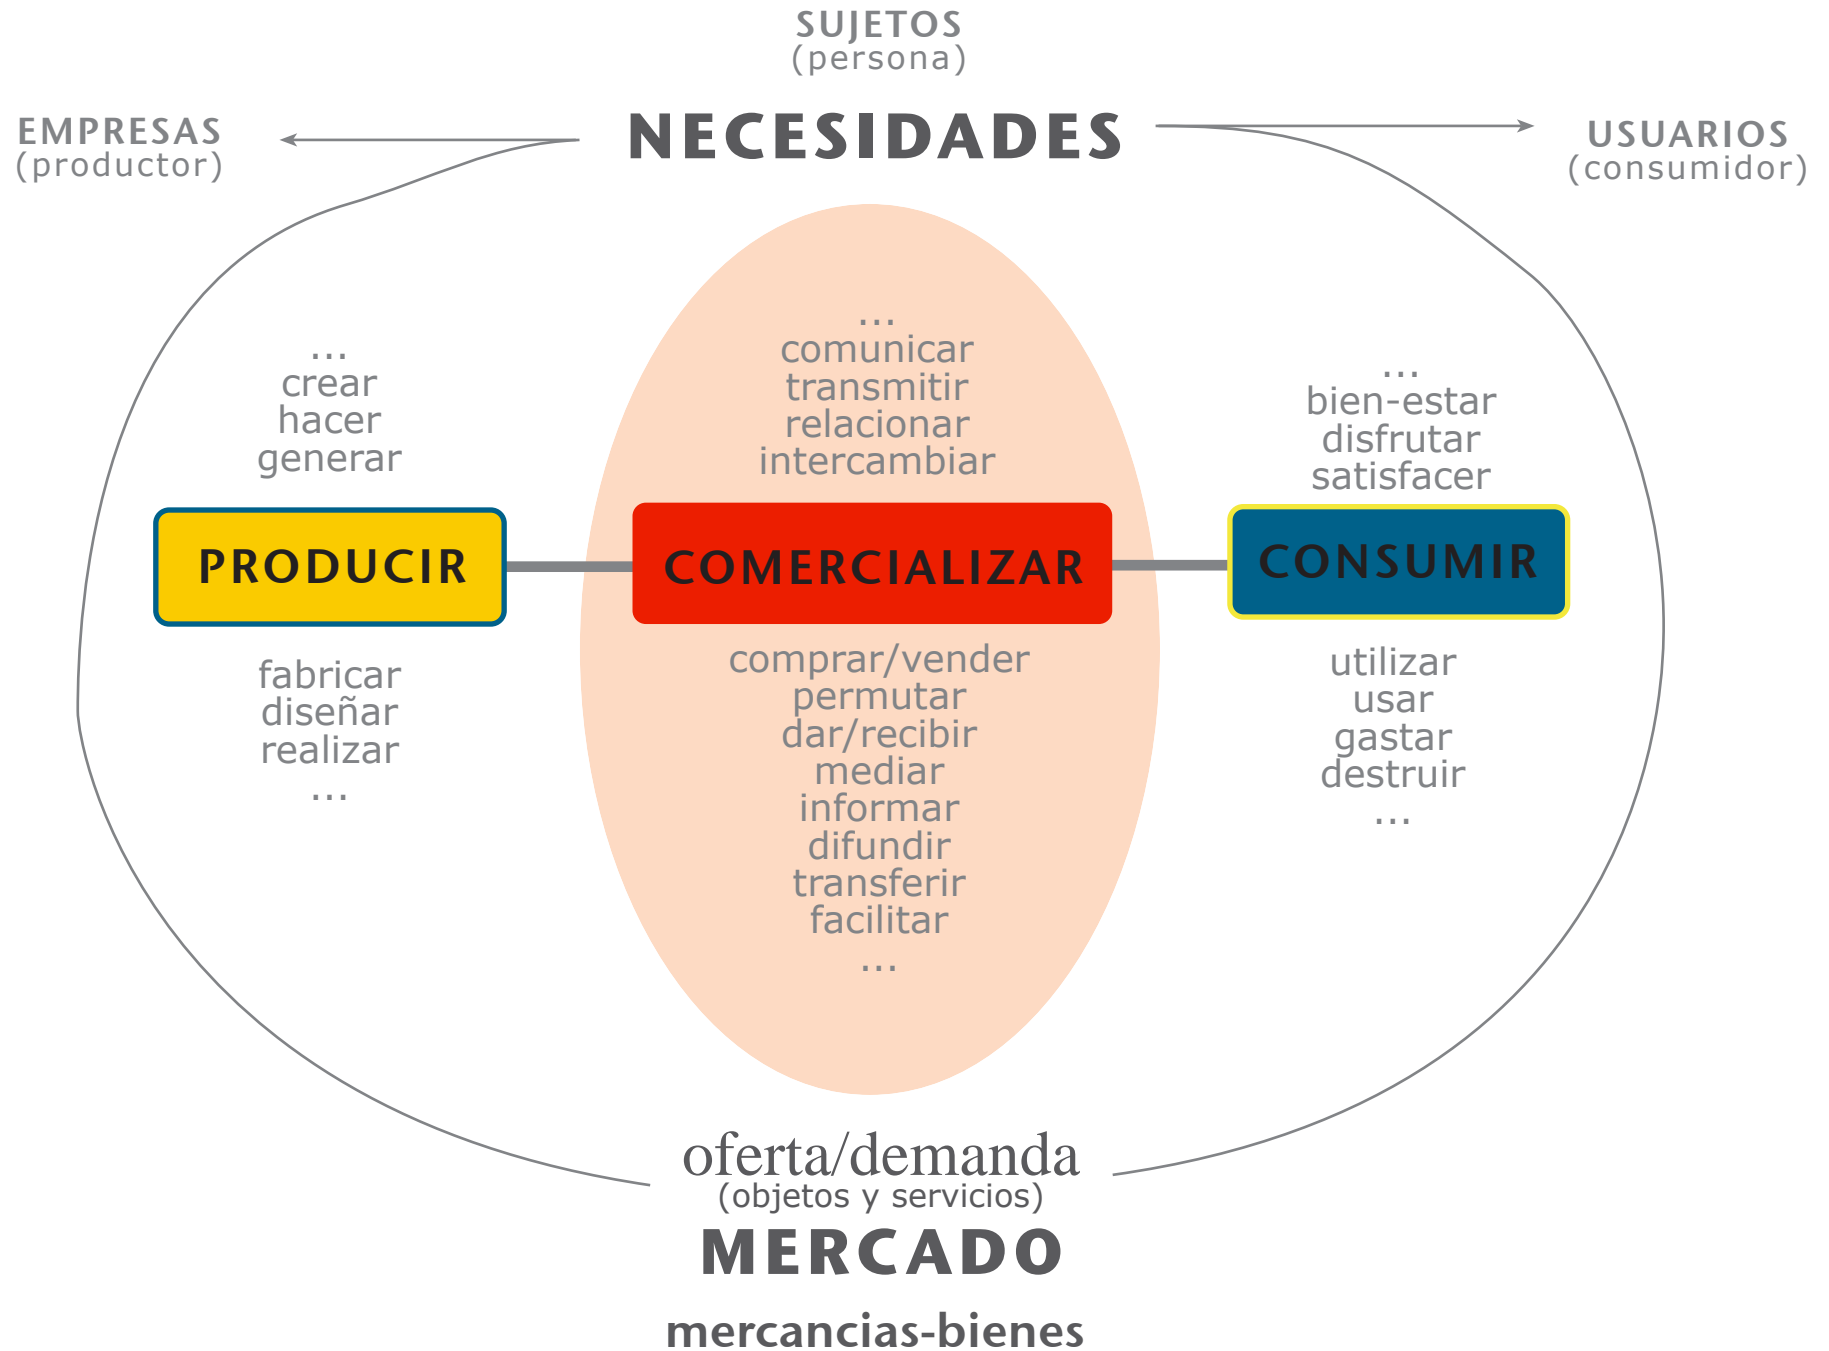 SUJETOS
(persona)
NECESIDADES
EMPRESAS
(productor)
USUARIOS
(consumidor)
...
crear
hacer
generar
PRODUCIR
fabricar
diseñar
realizar
...
...
comunicar
transmitir
relacionar
intercambiar
COMERCIALIZAR
comprar/vender
permutar
dar/recibir
mediar
informar
difundir
transferir
facilitar
...
...
bien-estar
disfrutar
satisfacer
CONSUMIR
utilizar
usar
gastar
destruir
...
oferta/demanda
(objetos y servicios)
MERCADO
mercancias-bienes